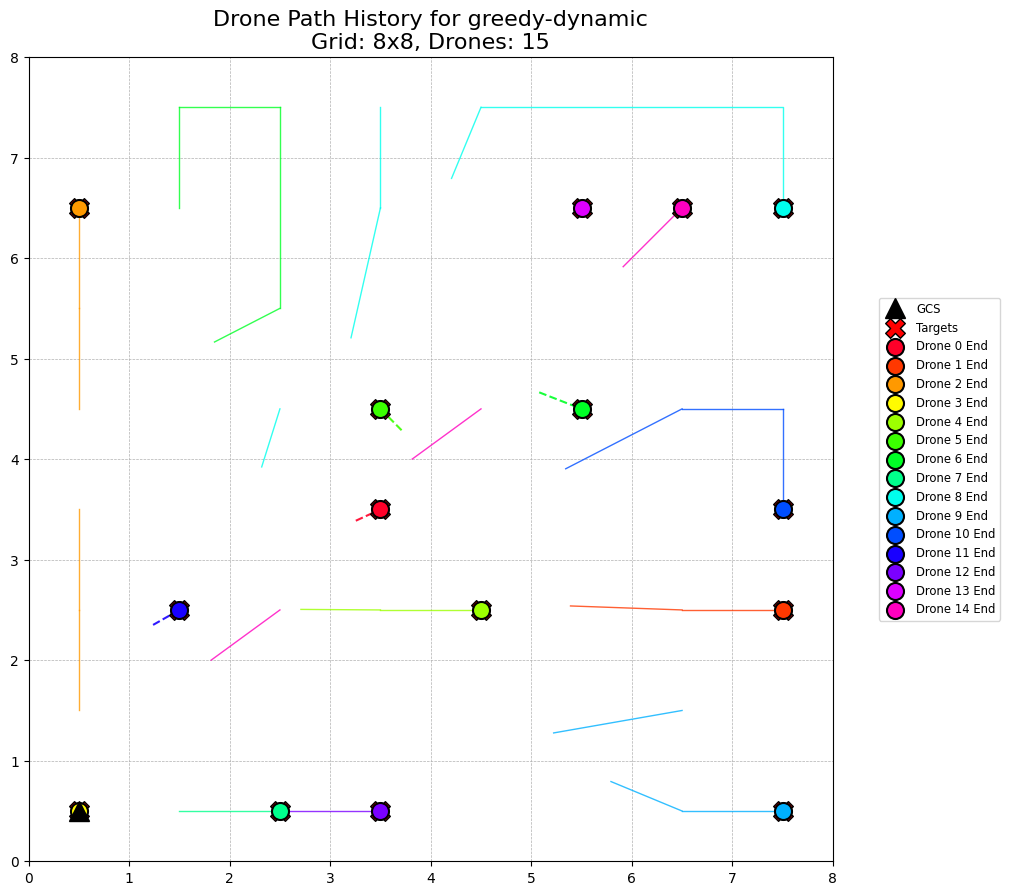 Drone Path History for greedy-dynamic
Grid: 8x8, Drones: 15
8
7
6
5
4
3
2
1
0
0 1 2 3 4 5 6 7 8
GCS
Targets
Drone 0 End
Drone 1 End
Drone 2 End
Drone 3 End
Drone 4 End
Drone 5 End
Drone 6 End
Drone 7 End
Drone 8 End
Drone 9 End
Drone 10 End
Drone 11 End
Drone 12 End
Drone 13 End
Drone 14 End